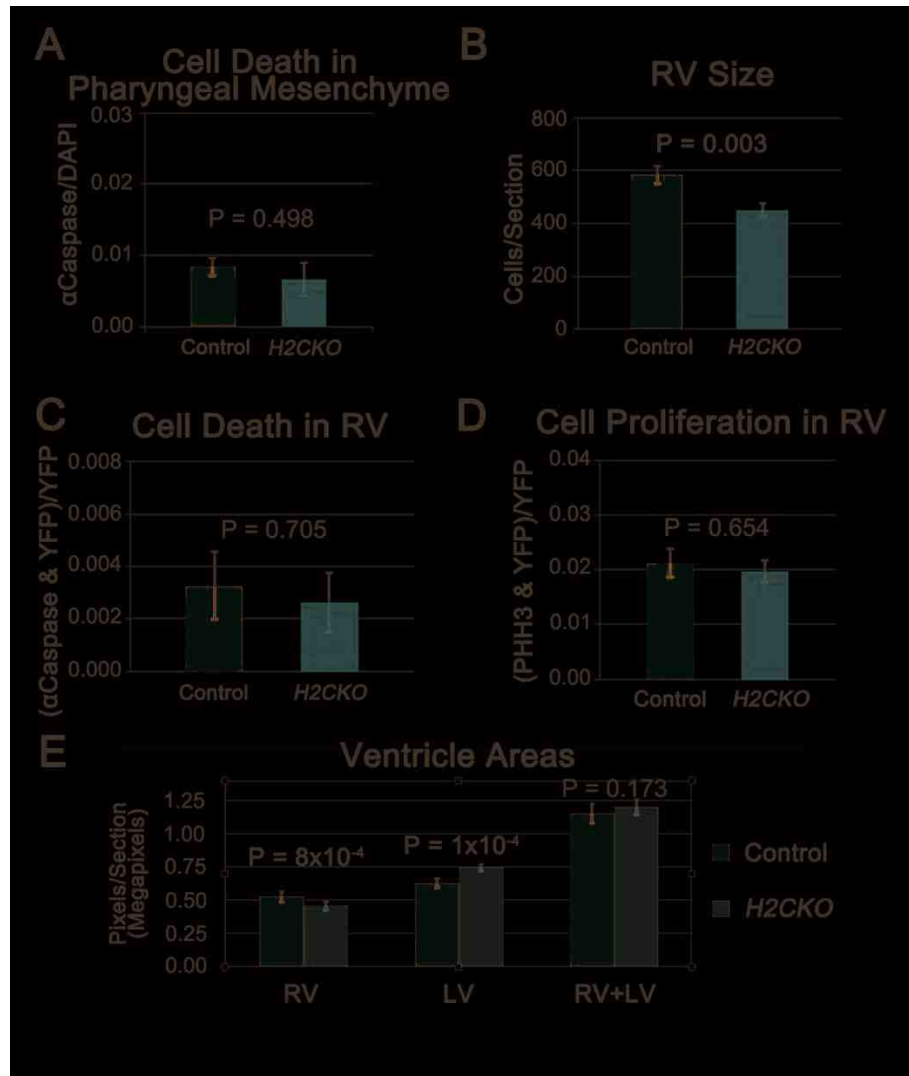 A
Cell Death in
Pharyngeal Mesenchyme
αCaspase/DAPI
0.03
0.02
0.01
0.00
P = 0.498
Control
H2CKO
B
RV Size
Cells/Section
800
600
400
200
0
P = 0.003
Control
H2CKO
C
Cell Death in RV
(αCaspase & YFP)/YFP
0.008
0.006
0.004
0.002
0.000
P = 0.705
Control
H2CKO
D
Cell Proliferation in RV
(PHH3 & YFP)/YFP
0.04
0.03
0.02
0.01
0.00
P = 0.654
Control
H2CKO
E
Ventricle Areas
Pixels/Section
(Megapixels)
1.25
1.00
0.75
0.50
0.25
0.00
P = 8x10-4
P = 1x10-4
P = 0.173
RV
LV
RV+LV
Control
H2CKO